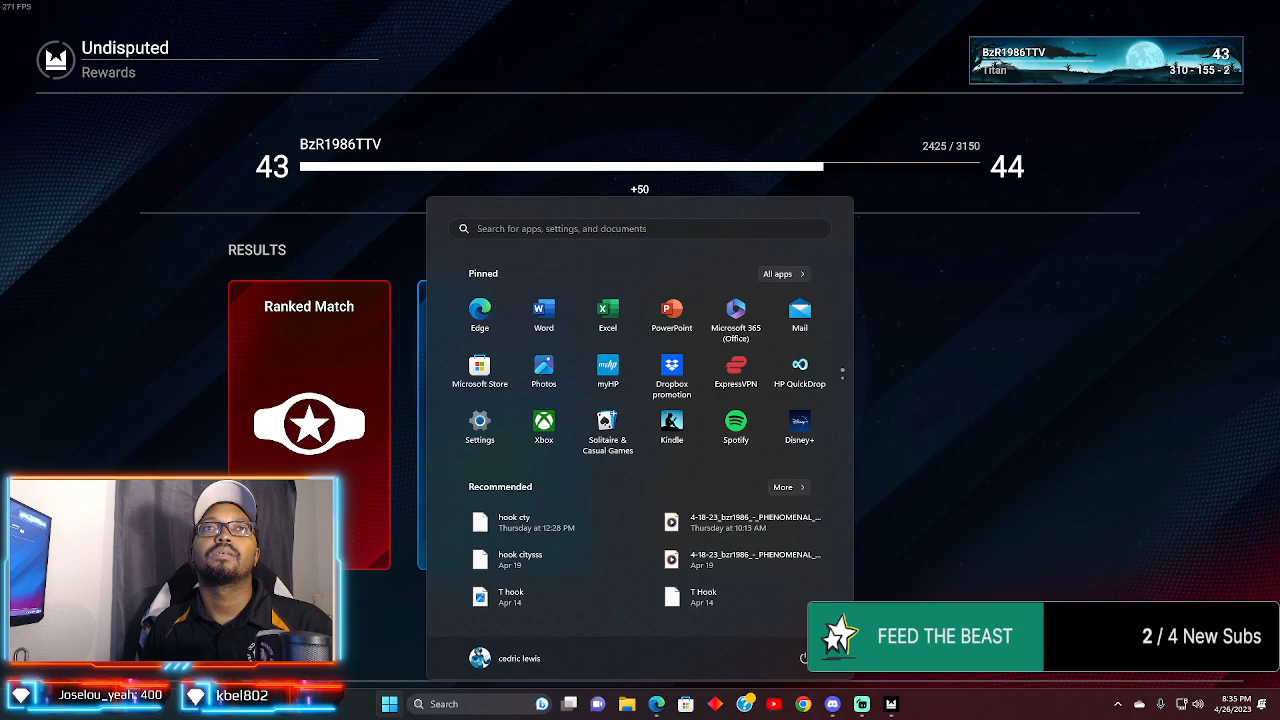 271 FPS
Undisputed
Rewards
BzR1986TTV
43
Titan
310 - 155 - 2
BzR1986TTV
2425 / 3150
43
44
+50
RESULTS
Ranked Match
Search for apps, settings, and documents
Pinned
All apps
Edge
Word
Excel
PowerPoint
Microsoft 365
(Office)
Mail
Microsoft Store
Photos
myHP
Dropbox
promotion
ExpressVPN
HP QuickDrop
Settings
Xbox
Solitaire &
Casual Games
Kindle
Spotify
Disney+
Recommended
More
hook cty
Thursday at 12:28 PM
4-18-23_bzr1986_-_PHENOMENAL_...
Thursday at 10:13 AM
hook citysss
Apr 19
4-18-23_bzr1986_-_PHENOMENAL_...
Apr 19
T hook
Apr 14
T Hook
Apr 14
cedric lewis
FEED THE BEAST
2 / 4 New Subs
Joselou_yeah: 400
kbel802
Search
8:35 PM
4/26/2023